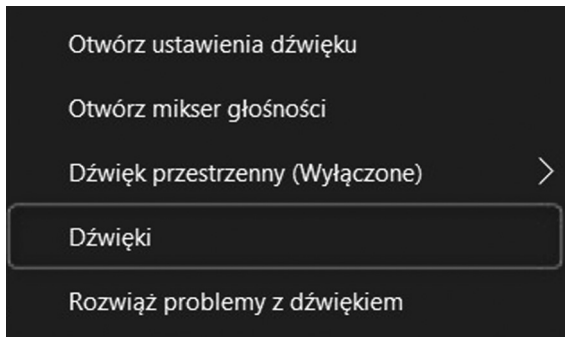 Otwórz ustawienia dźwięku
Otwórz mikser głośności
Dźwięk przestrzenny (Wyłączone)
Dźwięki
Rozwiąż problemy z dźwiękiem